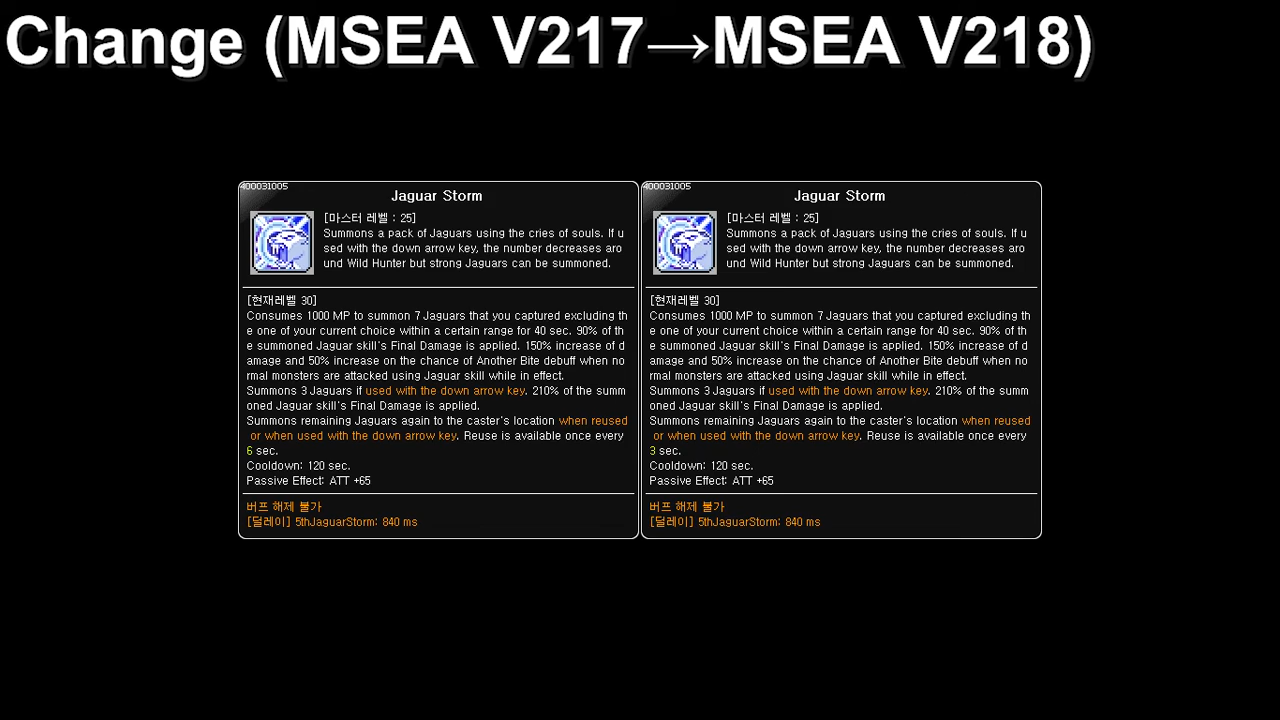 Change (MSEA V217→MSEA V218)
400031005
Jaguar Storm
[마스터 레벨 : 25]
Summons a pack of Jaguars using the cries of souls. If u
sed with the down arrow key, the number decreases aro
und Wild Hunter but strong Jaguars can be summoned.
[현재레벨 30]
Consumes 1000 MP to summon 7 Jaguars that you captured excluding th
e one of your current choice within a certain range for 40 sec. 90% of th
e summoned Jaguar skill's Final Damage is applied. 150% increase of d
amage and 50% increase on the chance of Another Bite debuff when no
rmal monsters are attacked using Jaguar skill while in effect.
Summons 3 Jaguars if used with the down arrow key. 210% of the summ
oned Jaguar skill's Final Damage is applied.
Summons remaining Jaguars again to the caster's location when reused
or when used with the down arrow key. Reuse is available once every
6 sec.
Cooldown: 120 sec.
Passive Effect: ATT +65
버프 해제 불가
[딜레이] 5thJaguarStorm: 840 ms
400031005
Jaguar Storm
[마스터 레벨 : 25]
Summons a pack of Jaguars using the cries of souls. If u
sed with the down arrow key, the number decreases aro
und Wild Hunter but strong Jaguars can be summoned.
[현재레벨 30]
Consumes 1000 MP to summon 7 Jaguars that you captured excluding th
e one of your current choice within a certain range for 40 sec. 90% of th
e summoned Jaguar skill's Final Damage is applied. 150% increase of d
amage and 50% increase on the chance of Another Bite debuff when no
rmal monsters are attacked using Jaguar skill while in effect.
Summons 3 Jaguars if used with the down arrow key. 210% of the summ
oned Jaguar skill's Final Damage is applied.
Summons remaining Jaguars again to the caster's location when reused
or when used with the down arrow key. Reuse is available once every
3 sec.
Cooldown: 120 sec.
Passive Effect: ATT +65
버프 해제 불가
[딜레이] 5thJaguarStorm: 840 ms